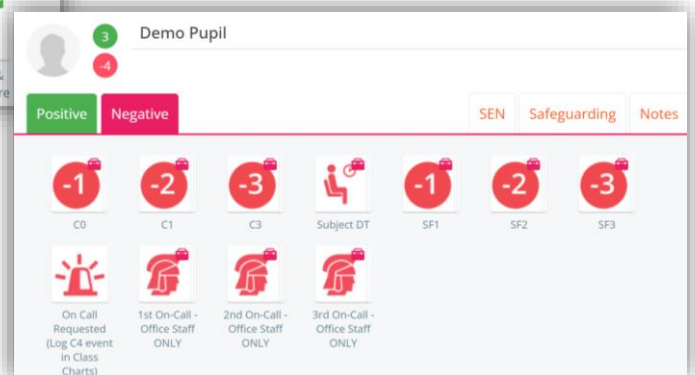 3
Demo Pupil
-4
&
re
Positive
Negative
SEN
Safeguarding
Notes
-1
-2
-3
-1
-2
-3
C0
C1
C3
Subject DT
SF1
SF2
SF3
On Call
Requested
(Log C4 event
in Class
Charts)
1st On-Call -
Office Staff
ONLY
2nd On-Call -
Office Staff
ONLY
3rd On-Call -
Office Staff
ONLY